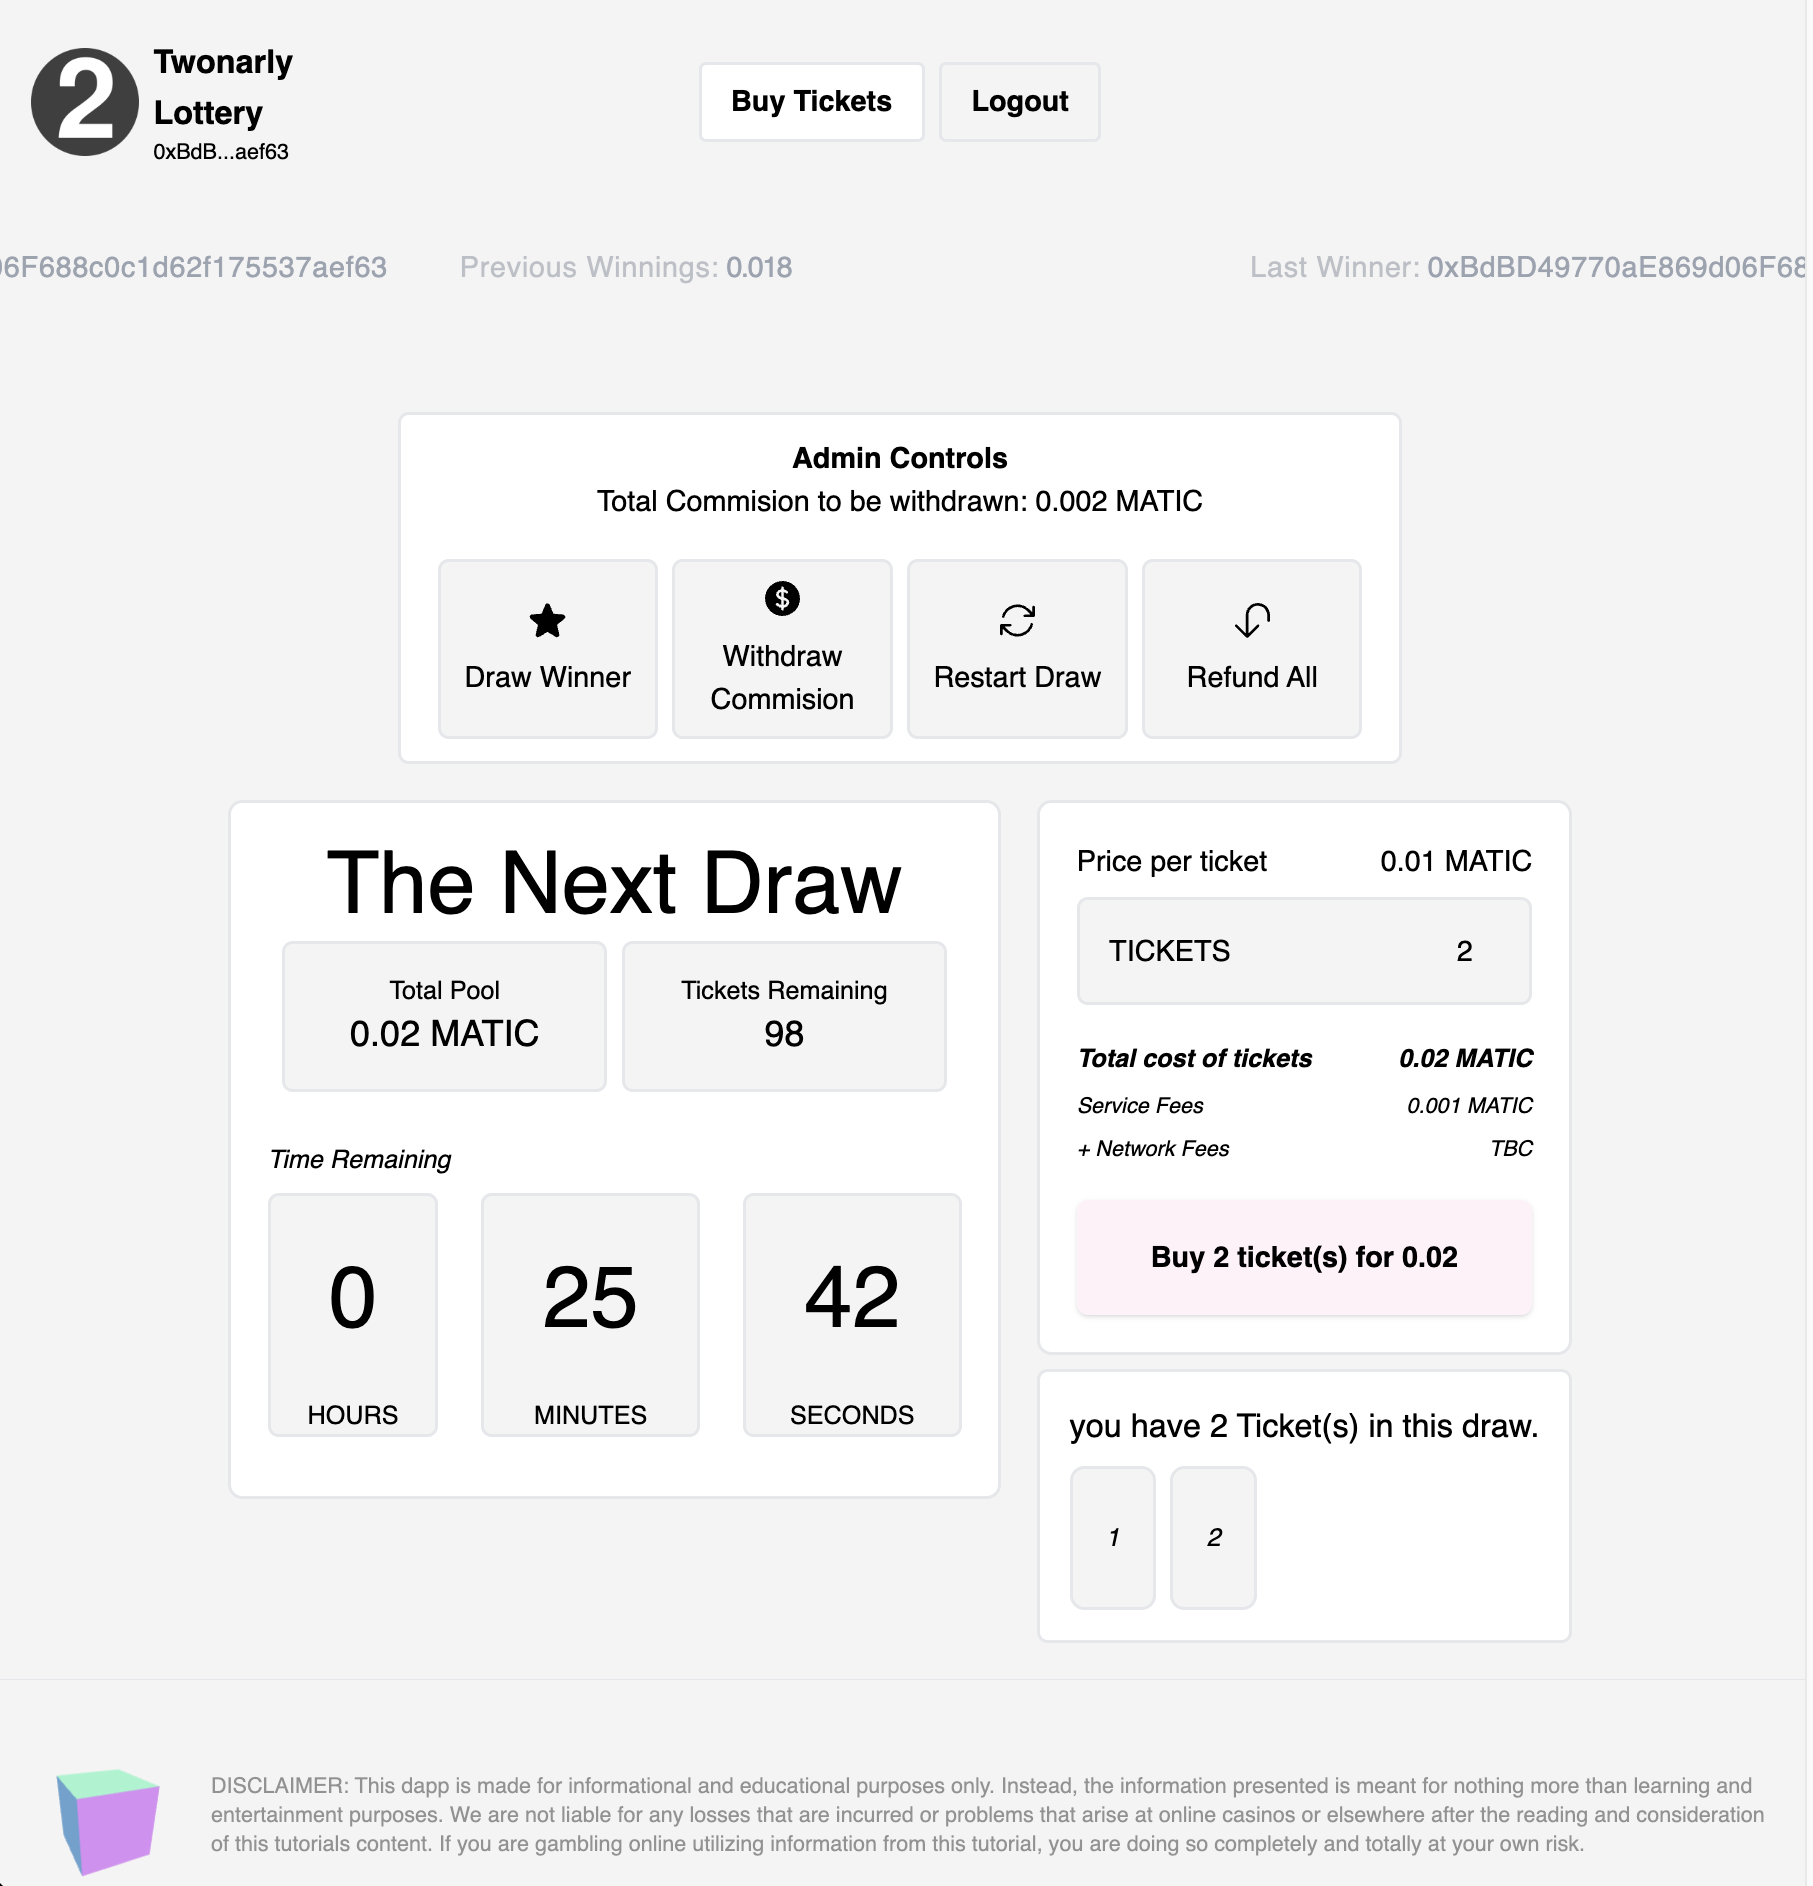 2
Twonarly
Lottery
0xBdB...aef63
Buy Tickets
Logout
06F688c0c1d62f175537aef63
Previous Winnings: 0.018
Last Winner: 0xBdBD49770aE869d06F68
Admin Controls
Total Commision to be withdrawn: 0.002 MATIC
Draw Winner
$
Withdraw
Commision
Restart Draw
Refund All
The Next Draw
Total Pool
0.02 MATIC
Tickets Remaining
98
Time Remaining
0
HOURS
25
MINUTES
42
SECONDS
Price per ticket 0.01 MATIC
TICKETS 2
Total cost of tickets 0.02 MATIC
Service Fees 0.001 MATIC
+ Network Fees TBC
Buy 2 ticket(s) for 0.02
you have 2 Ticket(s) in this draw.
1 2
DISCLAIMER: This dapp is made for informational and educational purposes only. Instead, the information presented is meant for nothing more than learning and
entertainment purposes. We are not liable for any losses that are incurred or problems that arise at online casinos or elsewhere after the reading and consideration
of this tutorials content. If you are gambling online utilizing information from this tutorial, you are doing so completely and totally at your own risk.